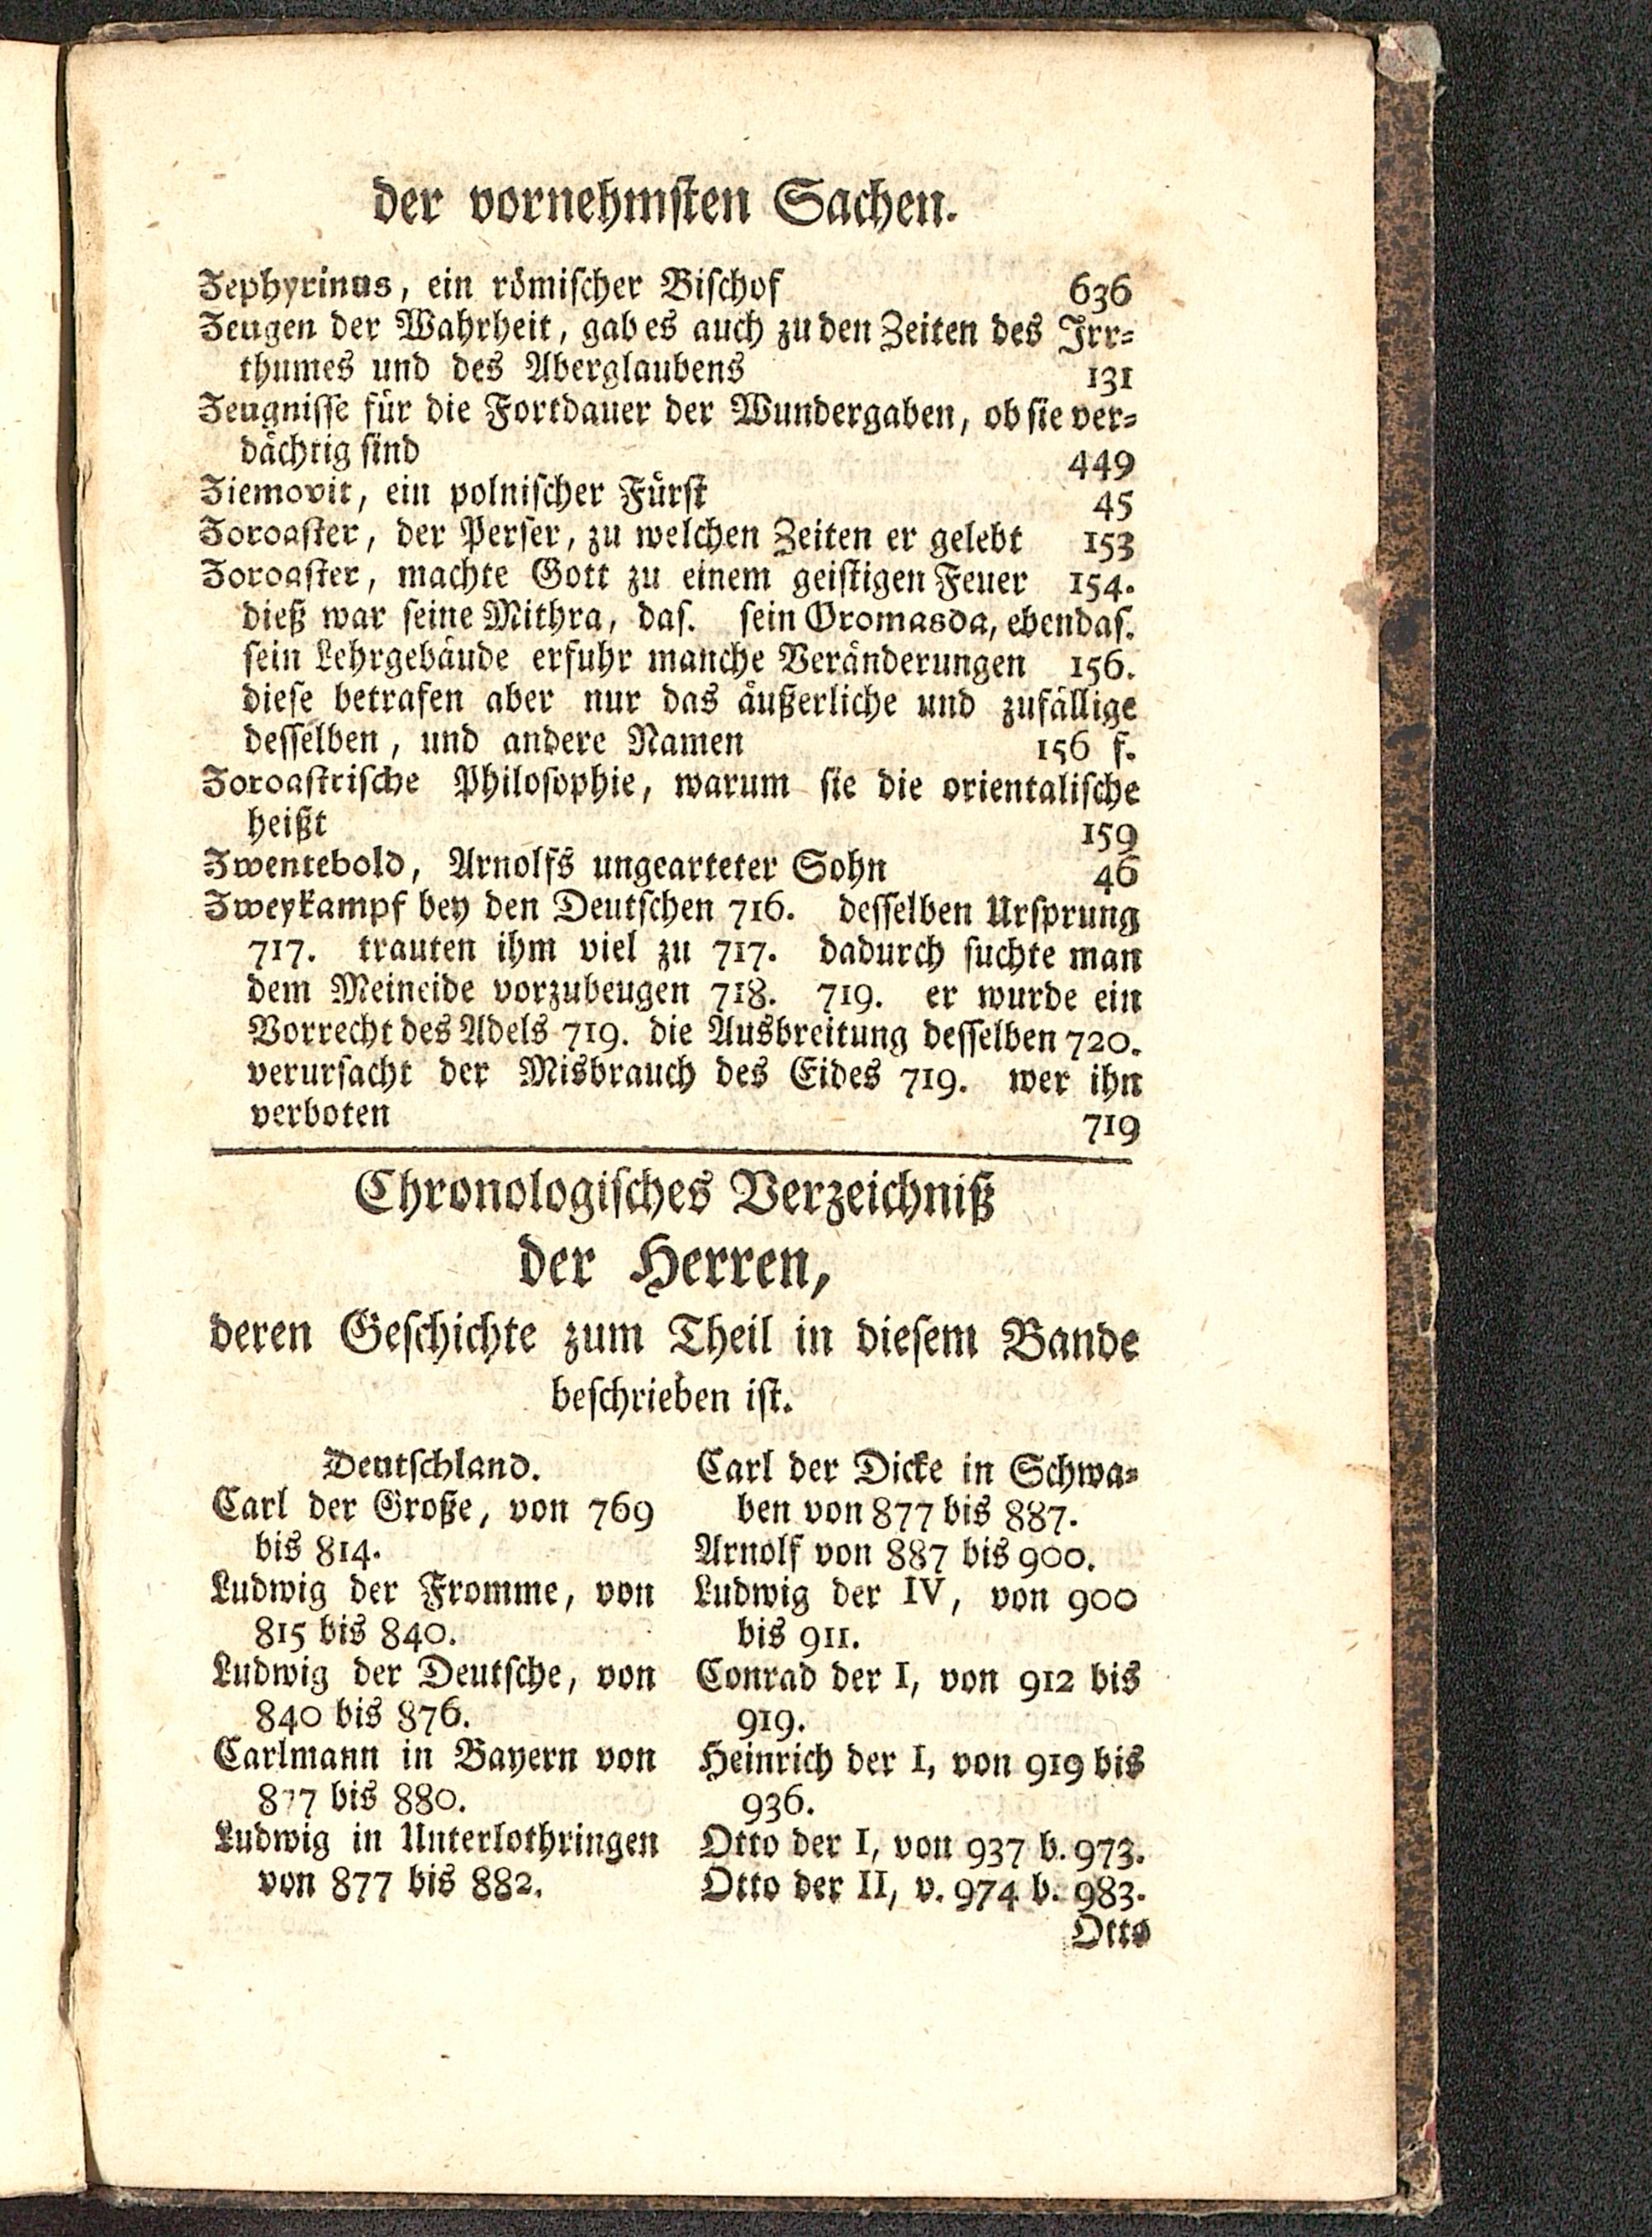 der vornehmsten Sachen.
Zephyrinus, ein römischer Bischof 636
Zeugen der Wahrheit, gab es auch zu den Zeiten des Irr-
thumes und des Aberglaubens 131
Zeugnisse für die Fortdauer der Wundergaben, ob sie ver-
dächtig sind 449
Ziemovit, ein polnischer Fürst 45
Zoroaster, der Perser, zu welchen Zeiten er gelebt 153
Zoroaster, machte Gott zu einem geistigen Feuer 154.
dieß war seine Mithra, das. sein Oromasda, ebendas.
sein Lehrgebäude erfuhr manche Veränderungen 156.
diese betrafen aber nur das äußerliche und zufällige
desselben, und andere Namen 156 f.
Zoroastrische Philosophie, warum sie die orientalische
heißt 159
Zwentebold, Arnolfs ungearteter Sohn 46
Zweykampf bey den Deutschen 716. desselben Ursprung
717. trauten ihm viel zu 717. dadurch suchte man
dem Meineide vorzubeugen 718. 719. er wurde ein
Vorrecht des Adels 719. die Ausbreitung desselben 720.
verursacht der Misbrauch des Eides 719. wer ihn
verboten 719
Chronologisches Verzeichniß
der Herren,
deren Geschichte zum Theil in diesem Bande
beschrieben ist.
Deutschland.
Carl der Große, von 769
bis 814.
Ludwig der Fromme, von
815 bis 840.
Ludwig der Deutsche, von
840 bis 876.
Carlmann in Bayern von
877 bis 880.
Ludwig in Unterlothringen
von 877 bis 882.
Carl der Dicke in Schwa-
ben von 877 bis 887.
Arnolf von 887 bis 900.
Ludwig der IV, von 900
bis 911.
Conrad der I, von 912 bis
919.
Heinrich der I, von 919 bis
936.
Otto der I, von 937 b. 973.
Otto der II, v. 974 b. 983.
Otto